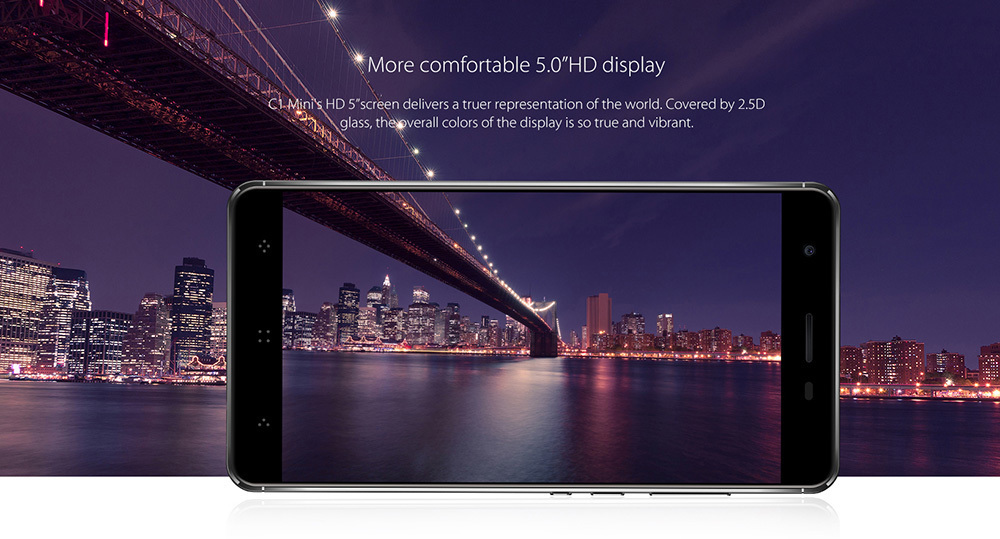 More comfortable 5.0”HD display
C1 Mini's HD 5”screen delivers a truer representation of the world. Covered by 2.5D
glass, the overall colors of the display is so true and vibrant.